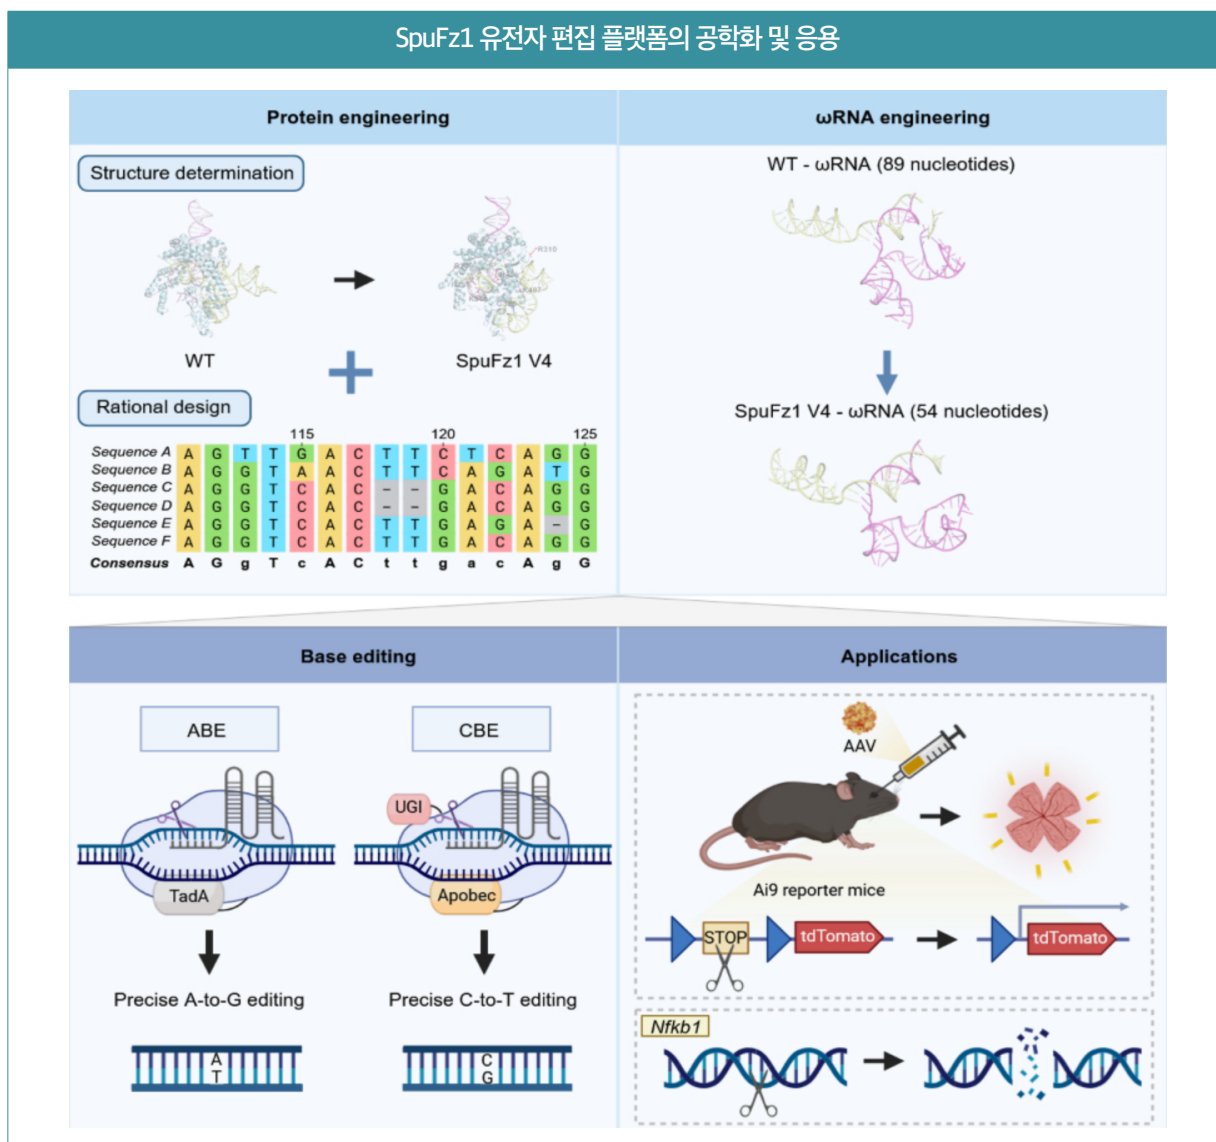 SpuFz1 유전자 편집 플랫폼의 공학화 및 응용
Protein engineering
Structure determination
R310
WT
SpuFz1 V4
Rational design
115 120 125
Sequence A A G T T G A C T T C T C A G G
Sequence B A G G T A A C T T C A G A T G
Sequence C A G G T C A C - - G A C A G G
Sequence D A G G T C A C - - G A C A G G
Sequence E A G G T C A C T T G A G A - G
Sequence F A G G T C A C T T G A C A G G
Consensus A G g T c A C t t g a c A g G
ωRNA engineering
WT - ωRNA (89 nucleotides)
SpuFz1 V4 - ωRNA (54 nucleotides)
Base editing
ABE
CBE
UGI
TadA
Apobec
Precise A-to-G editing
Precise C-to-T editing
A
T
C
G
Applications
AAV
Ai9 reporter mice
STOP
tdTomato
tdTomato
Nfkb1